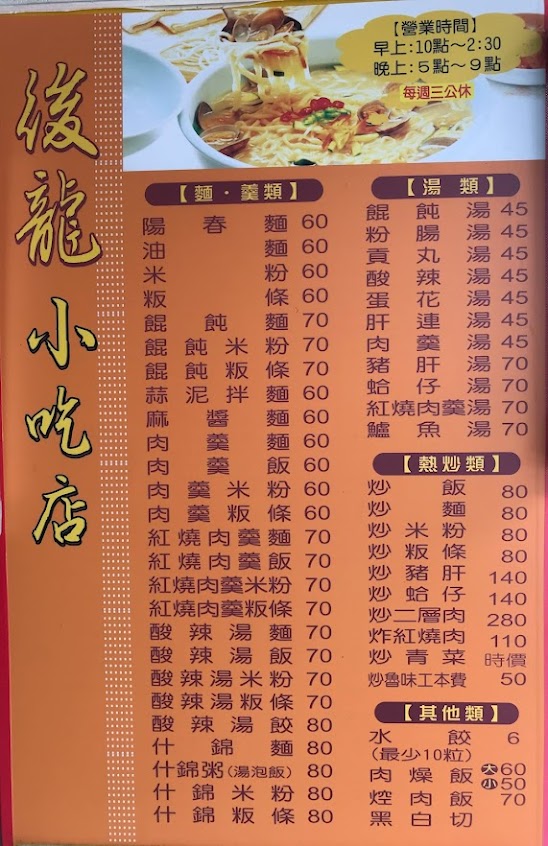 後龍小吃店
【營業時間】
早上:10點～2:30
晚上:5點～9點
每週三公休
【麵・羹類】
陽春麵 60
油麵 60
米粉 60
粄條 60
餛飩麵 70
餛飩米粉 70
餛飩粄條 70
蒜泥拌麵 60
麻醬麵 60
肉羹麵 60
肉羹飯 60
肉羹米粉 60
肉羹粄條 60
紅燒肉羹麵 70
紅燒肉羹飯 70
紅燒肉羹米粉 70
紅燒肉羹粄條 70
酸辣湯麵 70
酸辣湯飯 70
酸辣湯米粉 70
酸辣湯粄條 70
酸辣湯餃 80
什錦麵 80
什錦粥(湯泡飯) 80
什錦米粉 80
什錦粄條 80
【湯類】
餛飩湯 45
粉腸湯 45
貢丸湯 45
酸辣湯 45
蛋花湯 45
肝連湯 45
肉羹湯 45
豬肝湯 70
蛤仔湯 70
紅燒肉羹湯 70
鱸魚湯 70
【熱炒類】
炒飯 80
炒麵 80
炒米粉 80
炒粄條 80
炒豬肝 140
炒蛤仔 140
炒二層肉 280
炸紅燒肉 110
炒青菜 時價
炒魯味工本費 50
【其他類】
水餃 6
(最少10粒)
肉燥飯 大60
小50
焢肉飯 70
黑白切